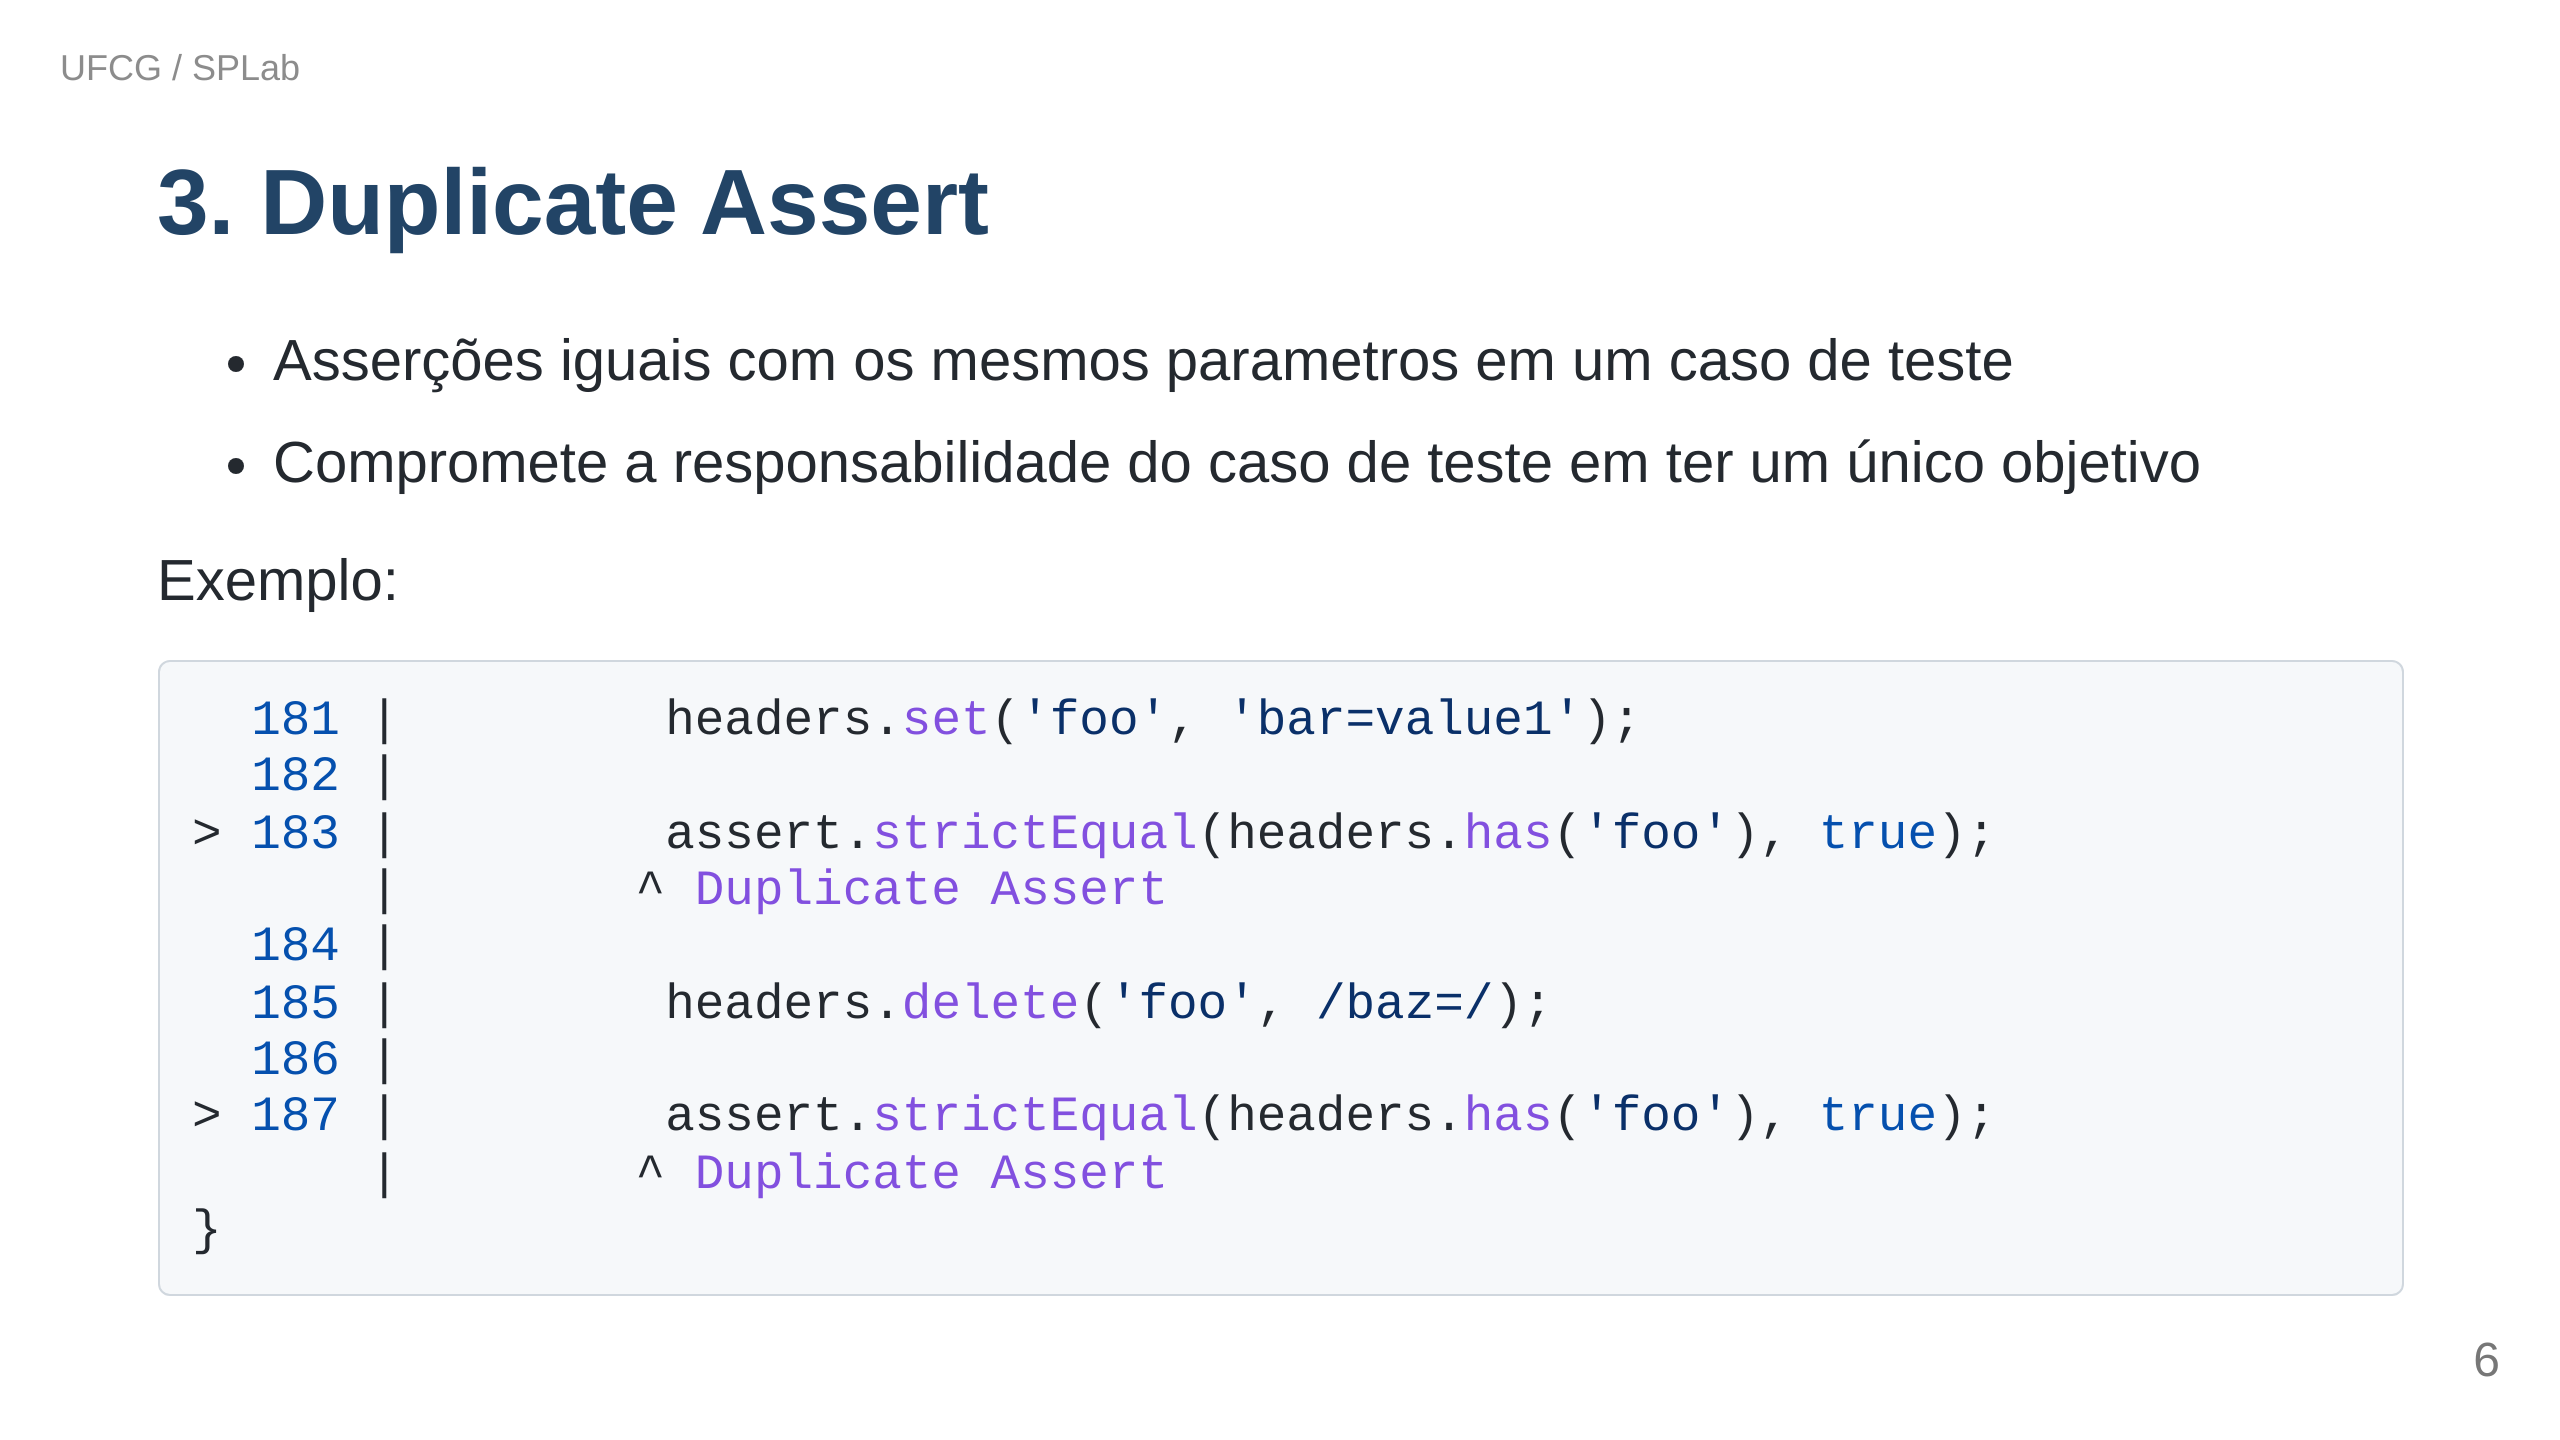 UFCG / SPLab
3. Duplicate Assert
• Asserções iguais com os mesmos parametros em um caso de teste
• Compromete a responsabilidade do caso de teste em ter um único objetivo
Exemplo:
  181 |         headers.set('foo', 'bar=value1');
  182 |
> 183 |         assert.strictEqual(headers.has('foo'), true);
      |        ^ Duplicate Assert
  184 |
  185 |         headers.delete('foo', /baz=/);
  186 |
> 187 |         assert.strictEqual(headers.has('foo'), true);
      |        ^ Duplicate Assert
}
6